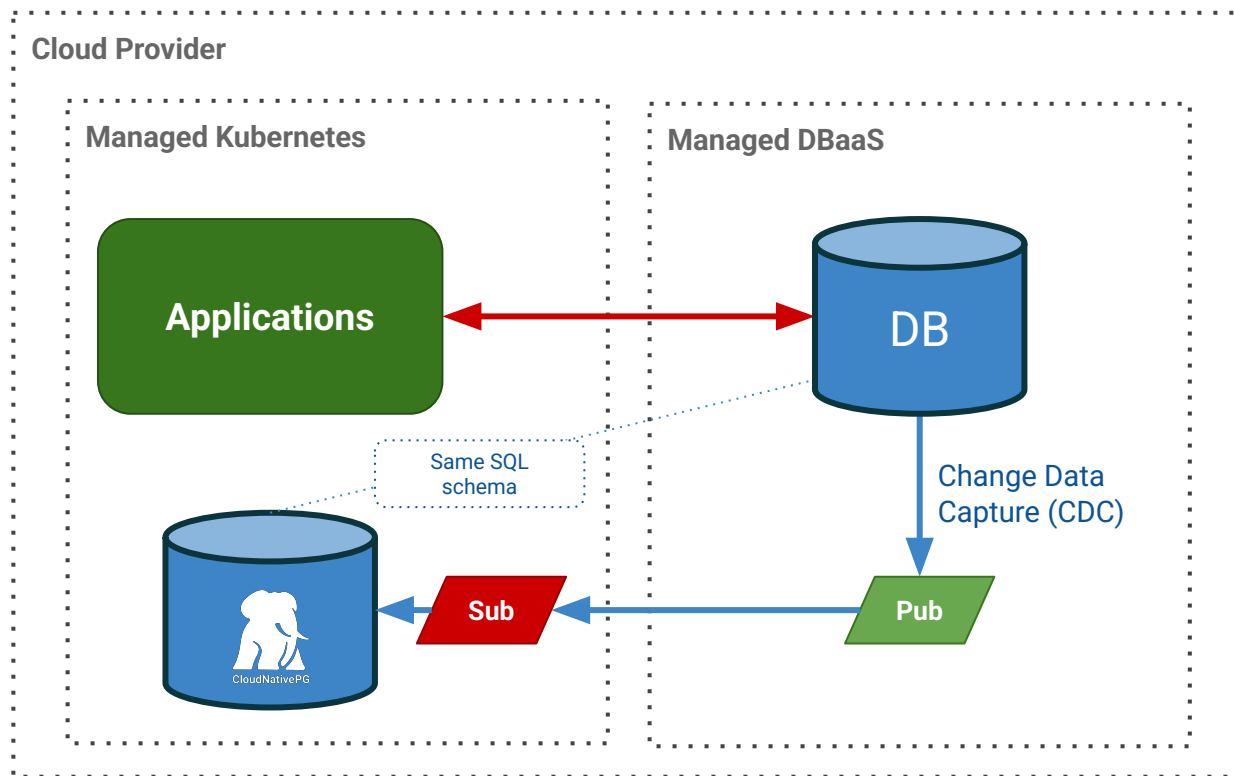 Cloud Provider
Managed Kubernetes
Managed DBaaS
Applications
DB
Same SQL
schema
Change Data
Capture (CDC)
Sub
Pub
CloudNativePG